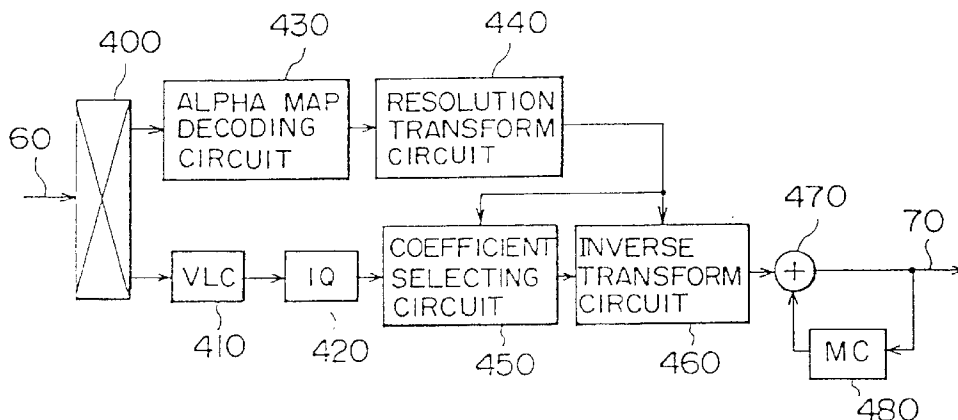 400
430
440
60
ALPHA MAP
DECODING
CIRCUIT
RESOLUTION
TRANSFORM
CIRCUIT
470
70
VLC
IQ
COEFFICIENT
SELECTING
CIRCUIT
INVERSE
TRANSFORM
CIRCUIT
+
MC
410
420
450
460
480